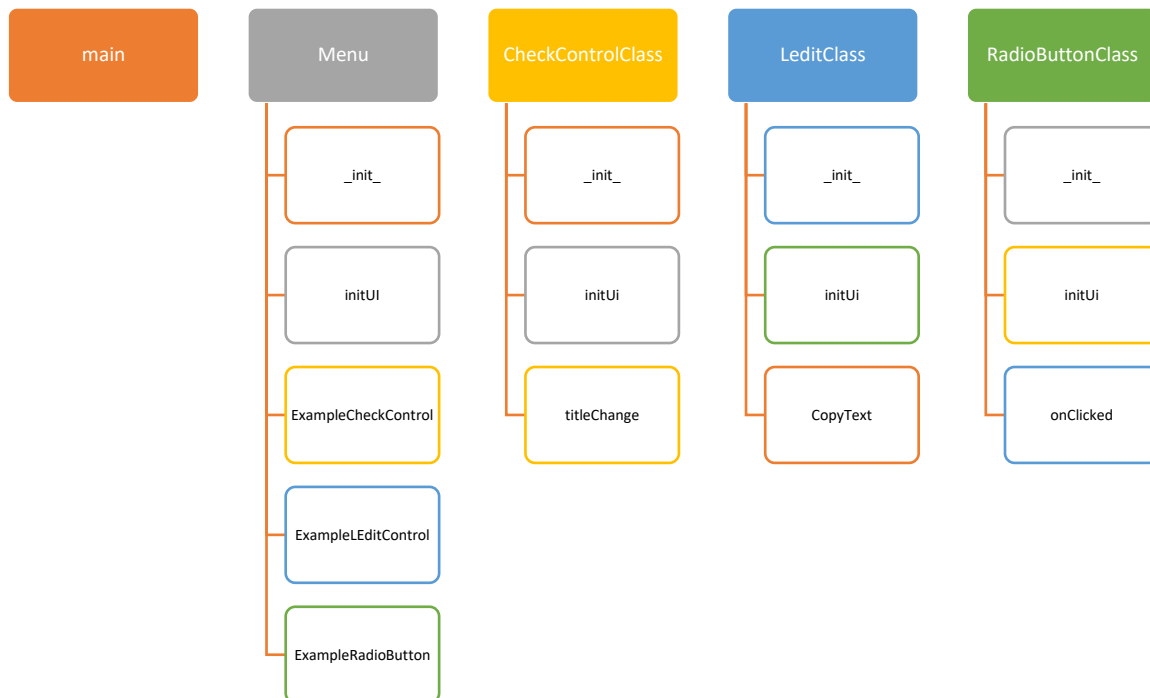 main
Menu
CheckControlClass
LeditClass
RadioButtonClass
_init_
_init_
_init_
_init_
initUI
initUi
initUi
initUi
ExampleCheckControl
titleChange
CopyText
onClicked
ExampleLEditControl
ExampleRadioButton